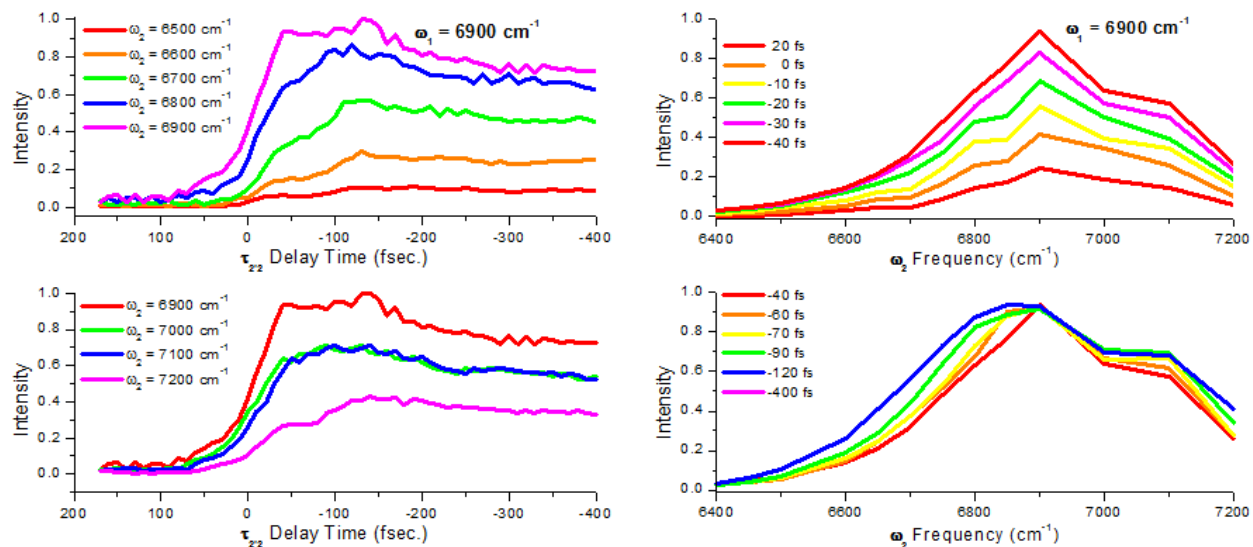 ω₂ = 6500 cm⁻¹
ω₂ = 6600 cm⁻¹
ω₂ = 6700 cm⁻¹
ω₂ = 6800 cm⁻¹
ω₂ = 6900 cm⁻¹
ω₁ = 6900 cm⁻¹
1.0
0.8
0.6
0.4
0.2
0.0
Intensity
200
100
0
-100
-200
-300
-400
τ₂'₂ Delay Time (fsec.)
ω₁ = 6900 cm⁻¹
20 fs
0 fs
-10 fs
-20 fs
-30 fs
-40 fs
1.0
0.8
0.6
0.4
0.2
0.0
Intensity
6400
6600
6800
7000
7200
ω₂ Frequency (cm⁻¹)
ω₂ = 6900 cm⁻¹
ω₂ = 7000 cm⁻¹
ω₂ = 7100 cm⁻¹
ω₂ = 7200 cm⁻¹
1.0
0.8
0.6
0.4
0.2
0.0
Intensity
200
100
0
-100
-200
-300
-400
τ₂'₂ Delay Time (fsec.)
-40 fs
-60 fs
-70 fs
-90 fs
-120 fs
-400 fs
1.0
0.8
0.6
0.4
0.2
0.0
Intensity
6400
6600
6800
7000
7200
ω₂ Frequency (cm⁻¹)